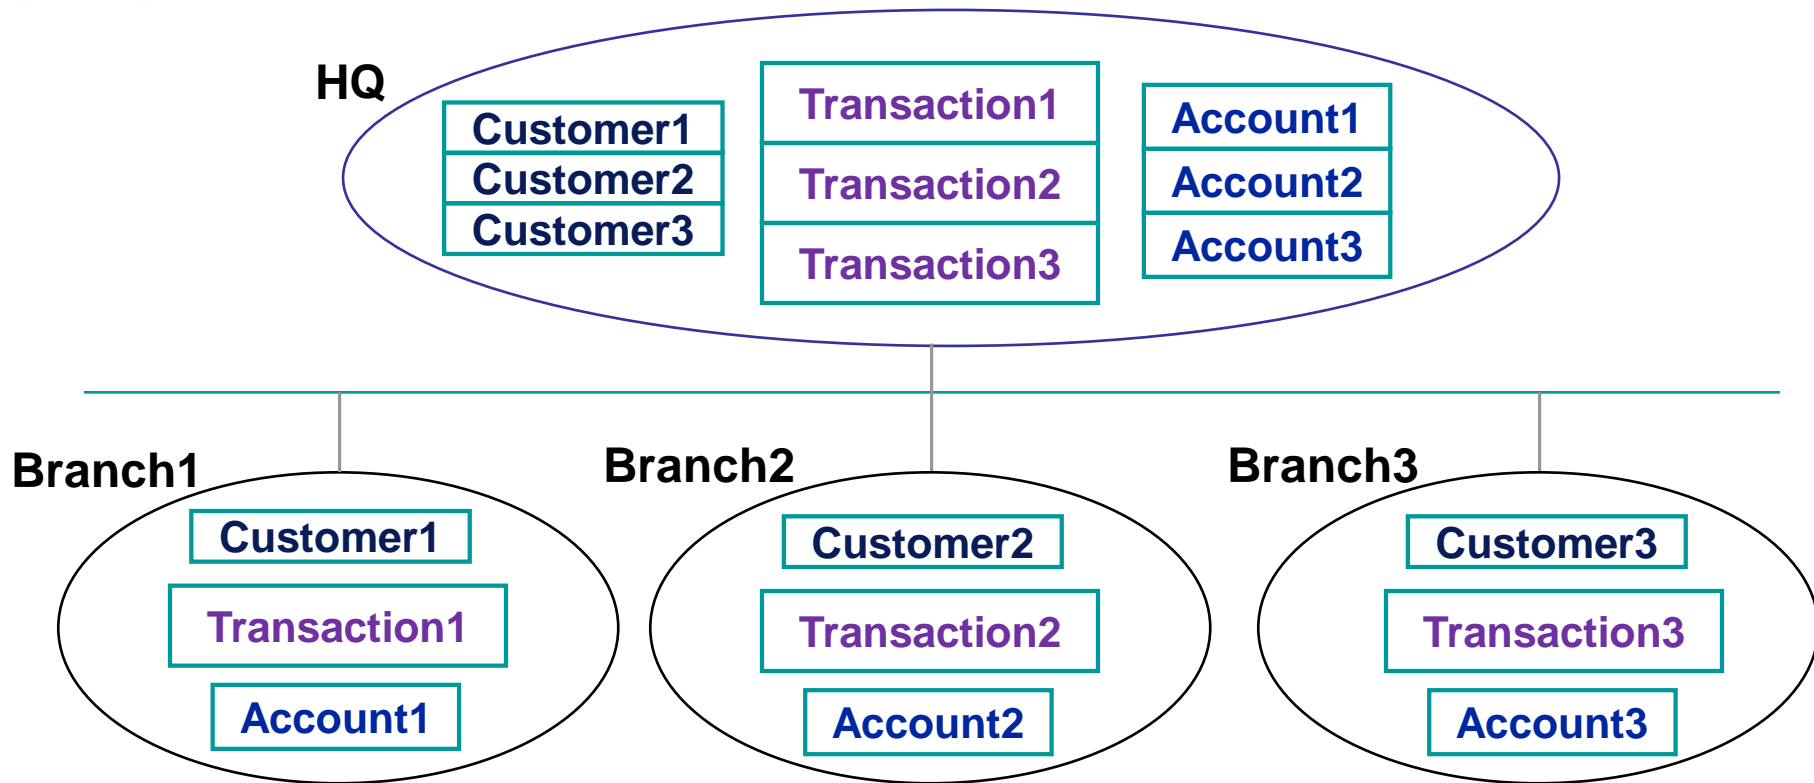 HQ
Customer1
Customer2
Customer3
Transaction1
Transaction2
Transaction3
Account1
Account2
Account3
Branch1
Customer1
Transaction1
Account1
Branch2
Customer2
Transaction2
Account2
Branch3
Customer3
Transaction3
Account3